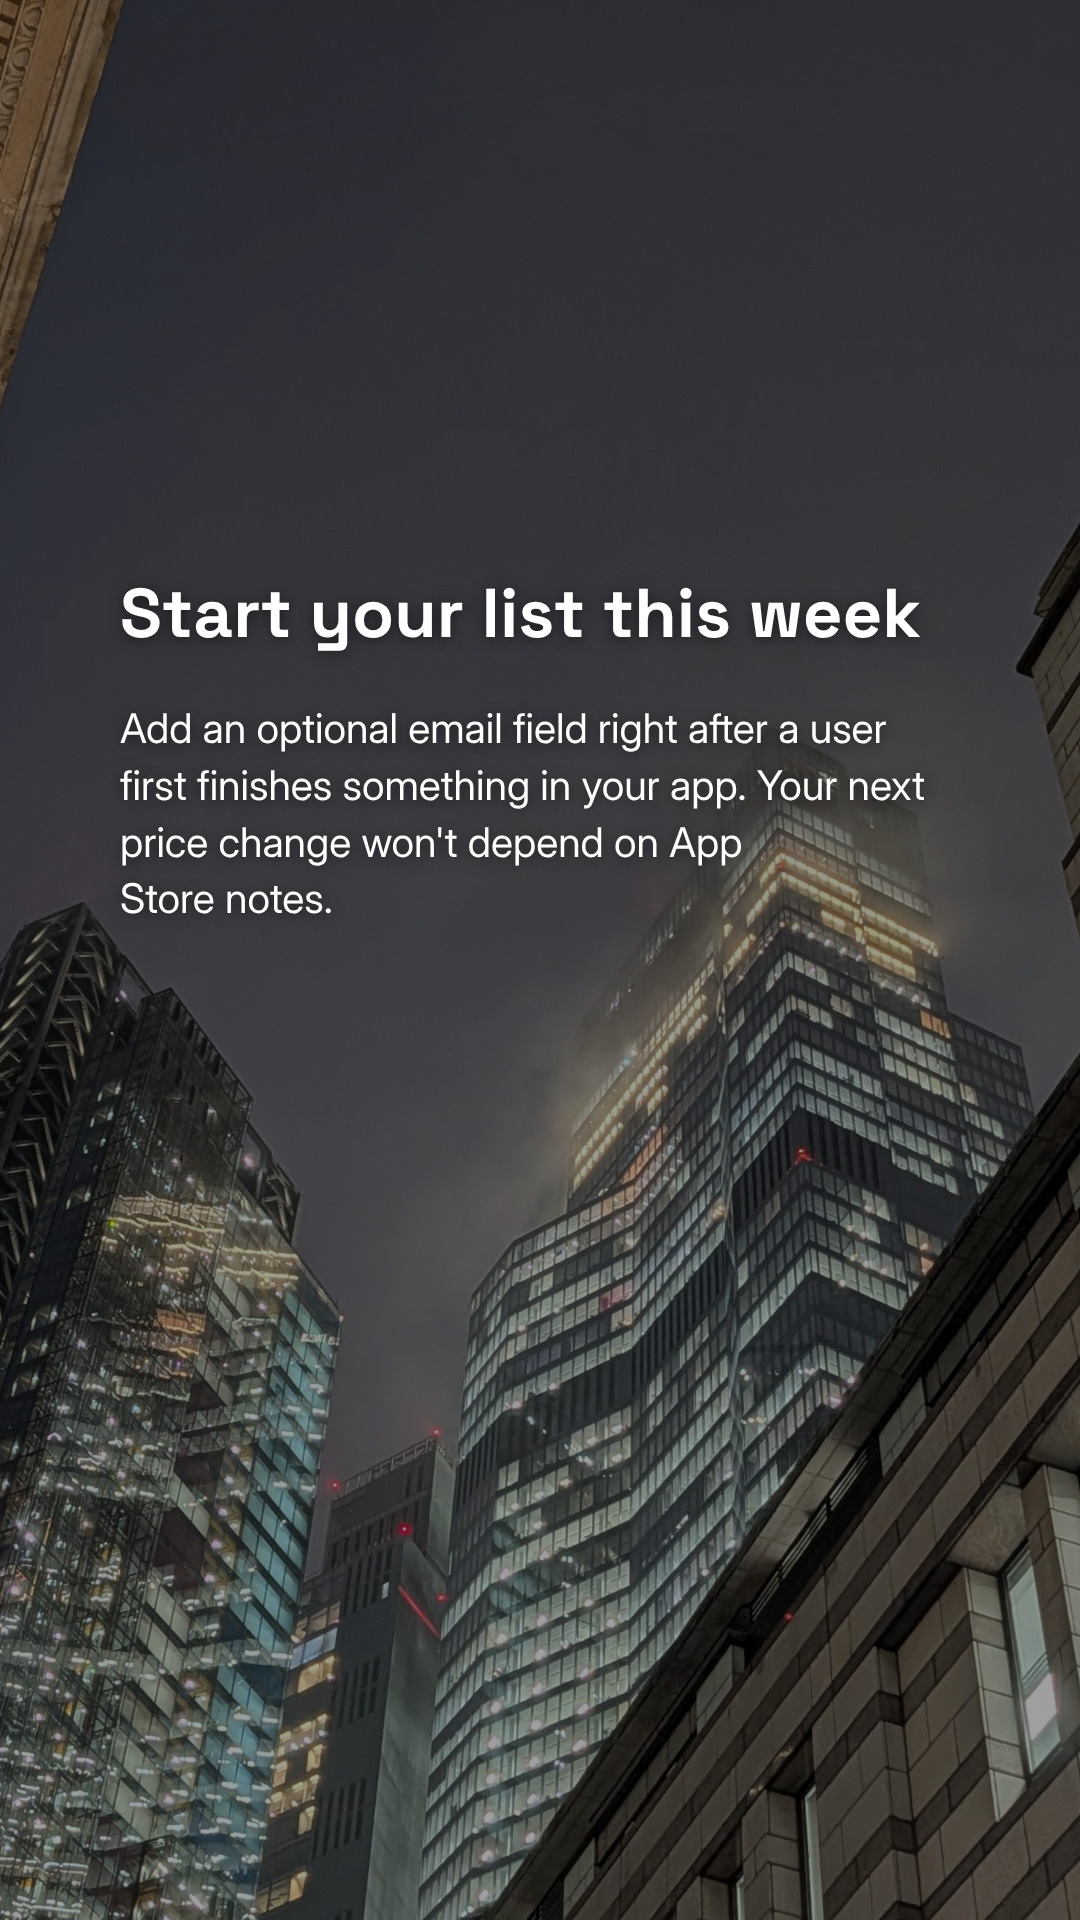 Start your list this week
Add an optional email field right after a user
first finishes something in your app. Your next
price change won't depend on App
Store notes.